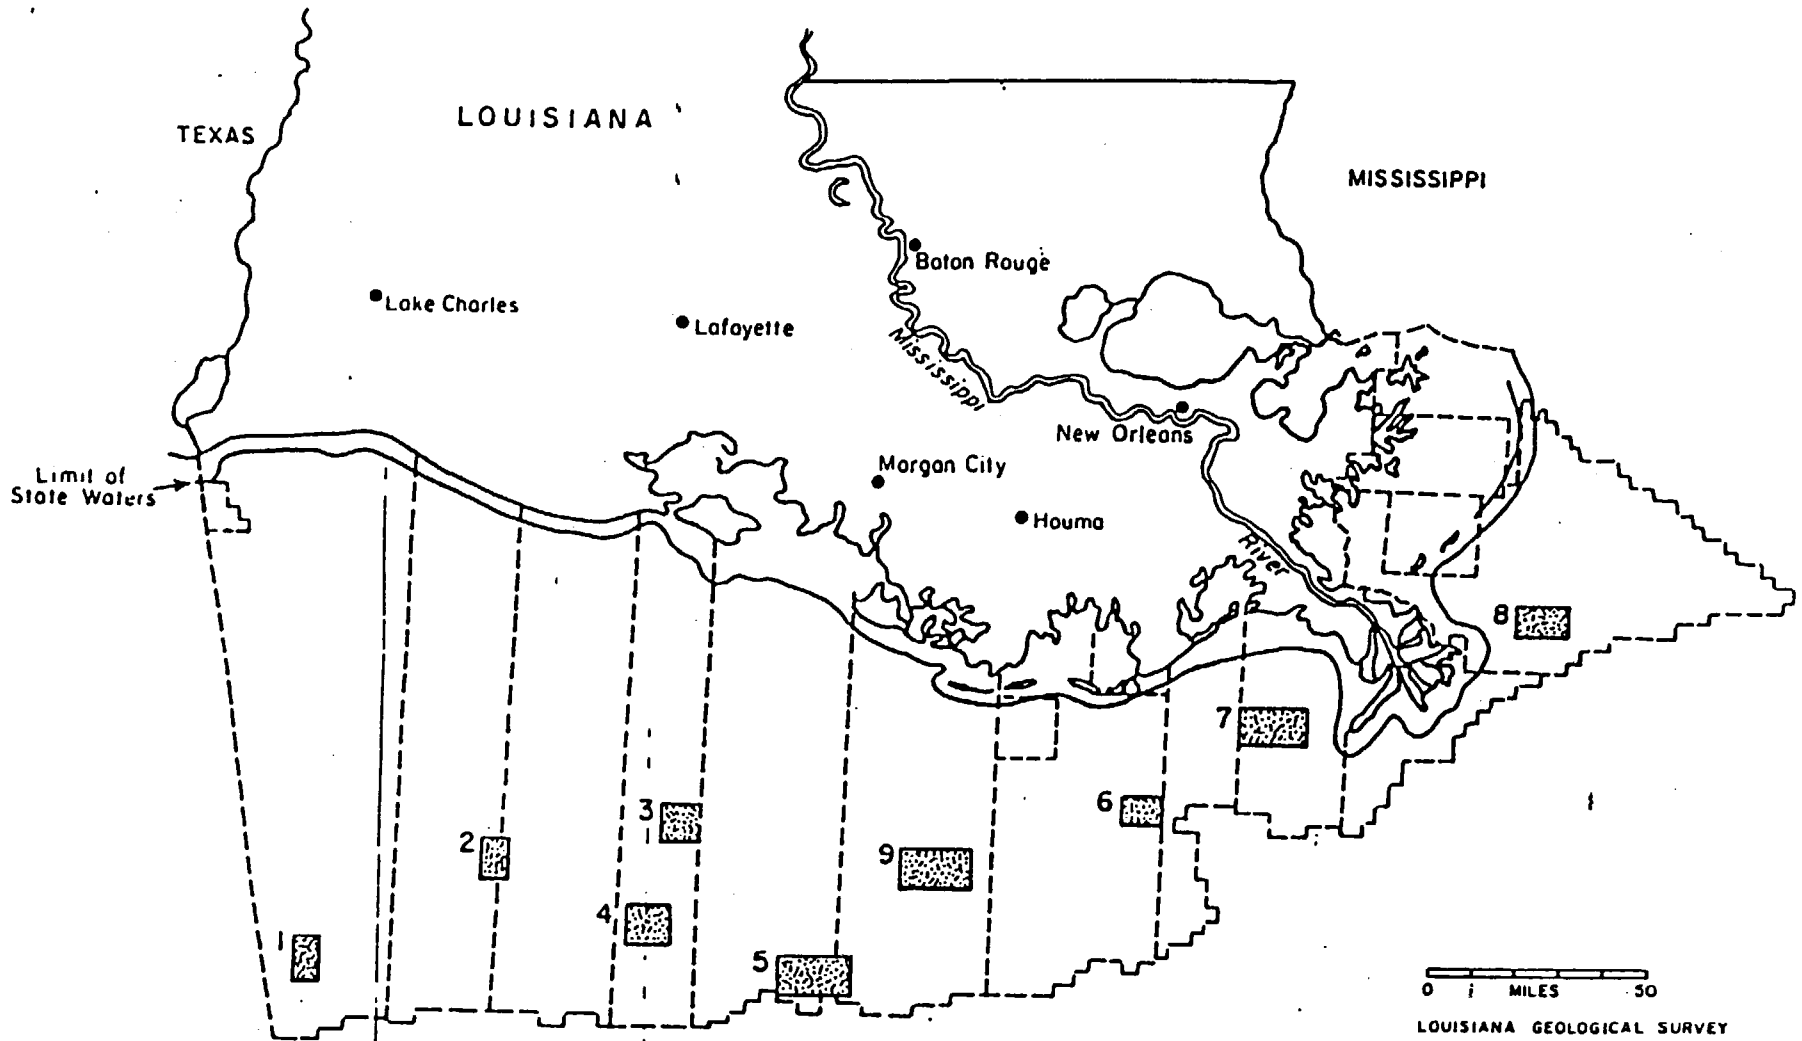 LOUISIANA
TEXAS
MISSISSIPPI
Baton Rouge
Lake Charles
Lafayette
Mississippi
New Orleans
Morgan City
Limit of
State Waters
Houma
River
8
7
6
3
2
9
4
1
5
0 MILES 50
LOUISIANA GEOLOGICAL SURVEY